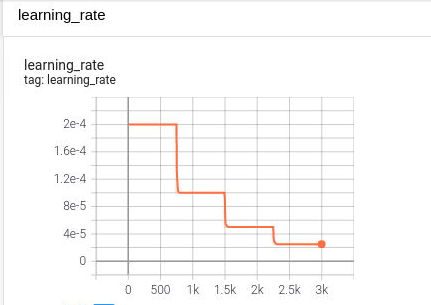 learning_rate
learning_rate
tag: learning_rate
2e-4
1.6e-4
1.2e-4
8e-5
4e-5
0
0 500 1k 1.5k 2k 2.5k 3k